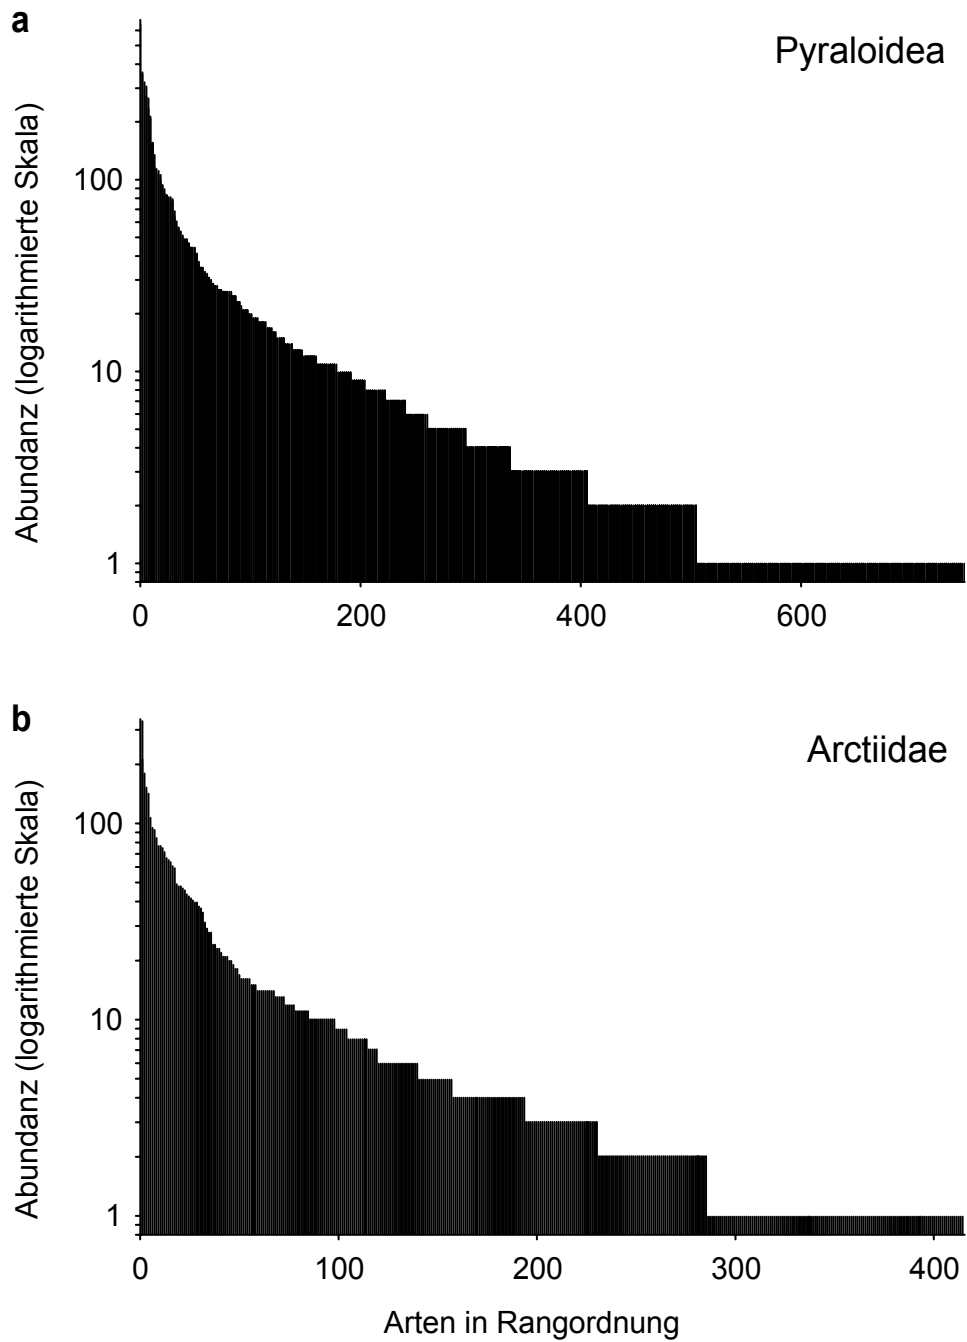 a
Pyraloidea
Abundanz (logarithmierte Skala)
100
10
1
0 200 400 600
b
Arctiidae
Abundanz (logarithmierte Skala)
100
10
1
0 100 200 300 400
Arten in Rangordnung